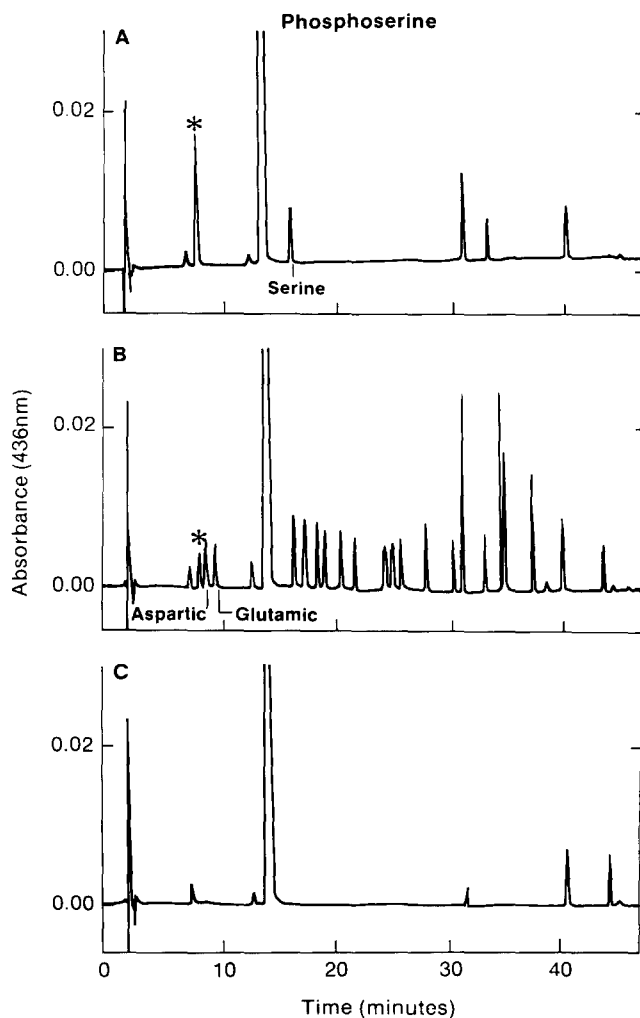 Phosphoserine
A
0.02
*
0.00
Serine
B
0.02
*
0.00
Aspartic
Glutamic
Absorbance (436nm)
C
0.02
0.00
0 10 20 30 40
Time (minutes)